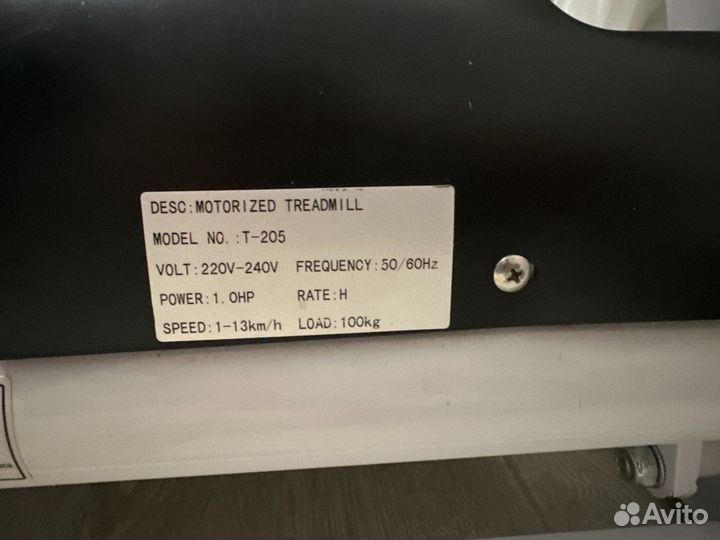 DESC:MOTORIZED TREADMILL
MODEL NO.:T-205
VOLT:220V-240V FREQUENCY:50/60Hz
POWER:1.0HP RATE:H
SPEED:1-13km/h LOAD:100kg
Avito